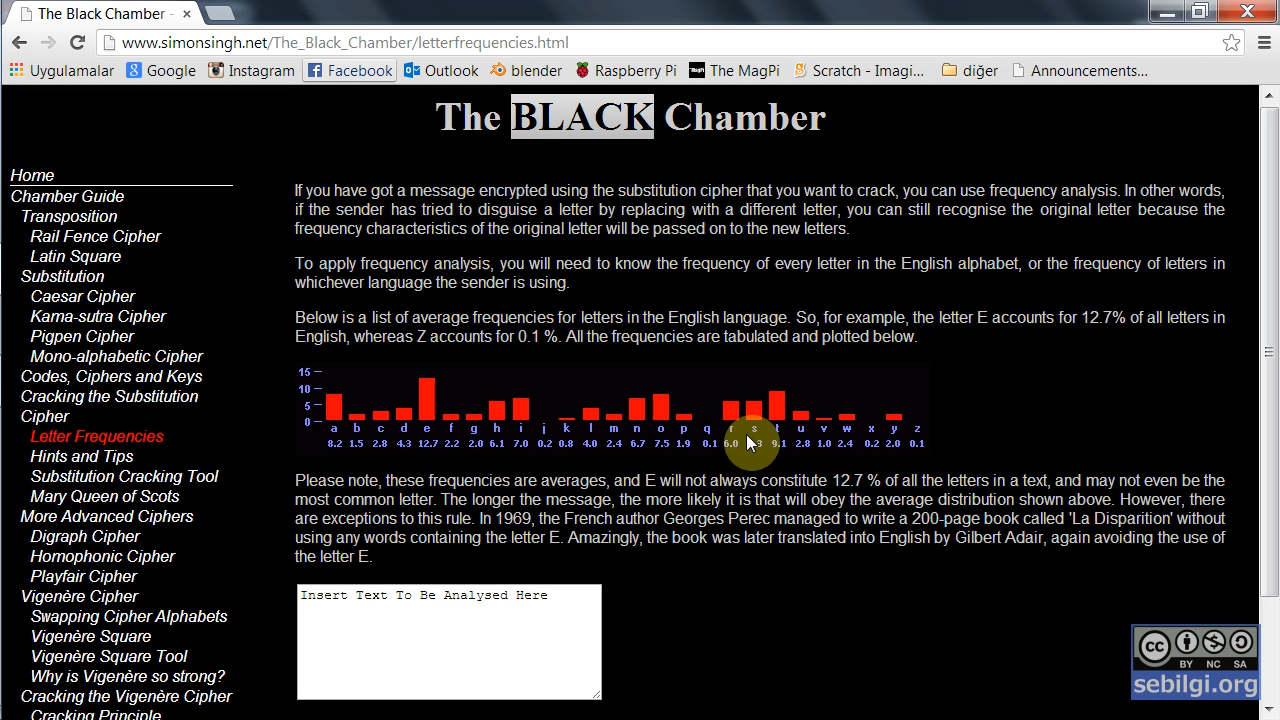 The Black Chamber -
www.simonsingh.net/The_Black_Chamber/letterfrequencies.html
Uygulamalar Google Instagram Facebook Outlook blender Raspberry Pi The MagPi Scratch - Imagi... diğer Announcements...
The BLACK Chamber
Home
Chamber Guide
Transposition
Rail Fence Cipher
Latin Square
Substitution
Caesar Cipher
Kama-sutra Cipher
Pigpen Cipher
Mono-alphabetic Cipher
Codes, Ciphers and Keys
Cracking the Substitution
Cipher
Letter Frequencies
Hints and Tips
Substitution Cracking Tool
Mary Queen of Scots
More Advanced Ciphers
Digraph Cipher
Homophonic Cipher
Playfair Cipher
Vigenère Cipher
Swapping Cipher Alphabets
Vigenère Square
Vigenère Square Tool
Why is Vigenère so strong?
Cracking the Vigenère Cipher
Cracking Principle
If you have got a message encrypted using the substitution cipher that you want to crack, you can use frequency analysis. In other words,
if the sender has tried to disguise a letter by replacing with a different letter, you can still recognise the original letter because the
frequency characteristics of the original letter will be passed on to the new letters.
To apply frequency analysis, you will need to know the frequency of every letter in the English alphabet, or the frequency of letters in
whichever language the sender is using.
Below is a list of average frequencies for letters in the English language. So, for example, the letter E accounts for 12.7% of all letters in
English, whereas Z accounts for 0.1 %. All the frequencies are tabulated and plotted below.
15
10
5
0
a b c d e f g h i j k l m n o p q r s t u v w x y z
8.2 1.5 2.8 4.3 12.7 2.2 2.0 6.1 7.0 0.2 0.8 4.0 2.4 6.7 7.5 1.9 0.1 6.0 9.1 2.8 1.0 2.4 0.2 2.0 0.1
Please note, these frequencies are averages, and E will not always constitute 12.7 % of all the letters in a text, and may not even be the
most common letter. The longer the message, the more likely it is that will obey the average distribution shown above. However, there
are exceptions to this rule. In 1969, the French author Georges Perec managed to write a 200-page book called 'La Disparition' without
using any words containing the letter E. Amazingly, the book was later translated into English by Gilbert Adair, again avoiding the use of
the letter E.
Insert Text To Be Analysed Here
cc
BY NC SA
sebilgi.org